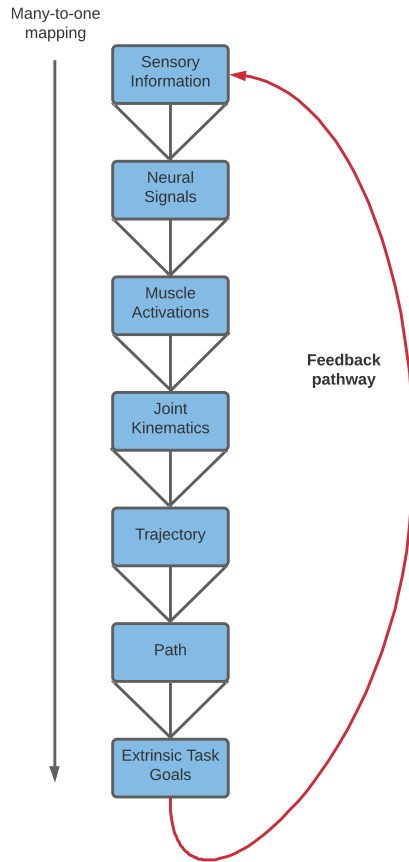 Many-to-one
mapping
Sensory
Information
Neural
Signals
Muscle
Activations
Feedback
pathway
Joint
Kinematics
Trajectory
Path
Extrinsic Task
Goals